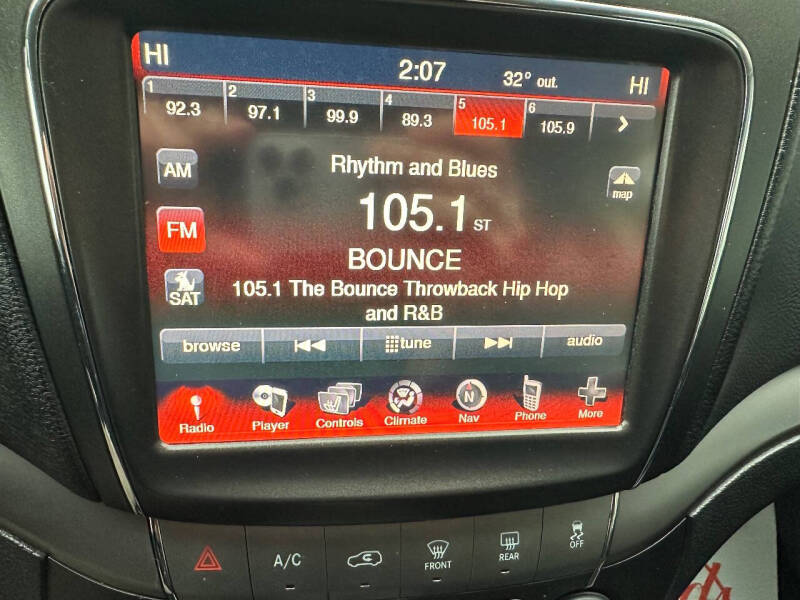 HI 2:07 32° out. HI
1 2 3 4 5 6
92.3 97.1 99.9 89.3 105.1 105.9
AM Rhythm and Blues
map
FM 105.1 ST
BOUNCE
SAT 105.1 The Bounce Throwback Hip Hop
and R&B
browse tune audio
Radio Player Controls Climate N Nav Phone More
A/C FRONT REAR OFF